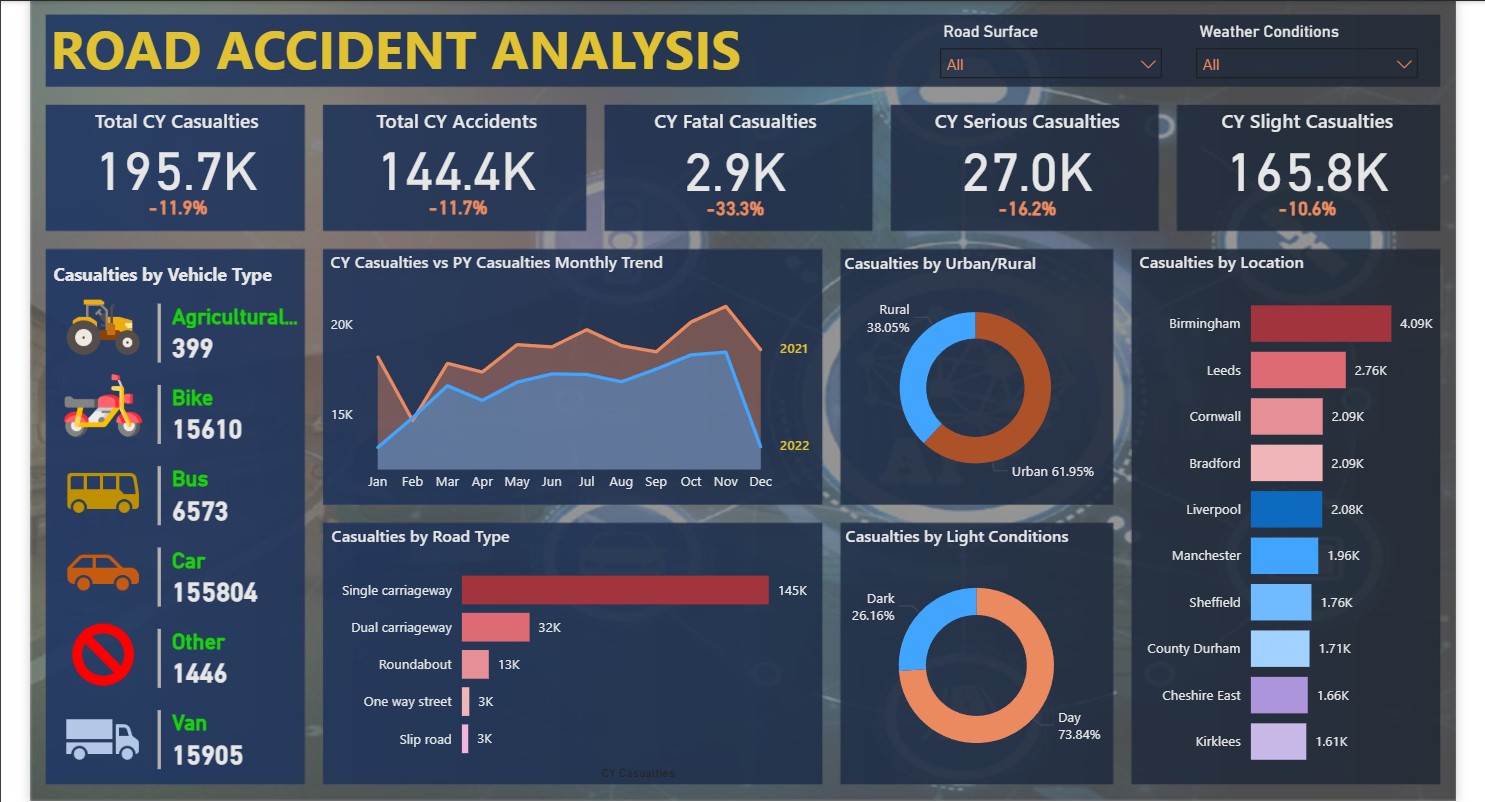 ROAD ACCIDENT ANALYSIS
Road Surface
All
Weather Conditions
All
Total CY Casualties
195.7K
-11.9%
Total CY Accidents
144.4K
-11.7%
CY Fatal Casualties
2.9K
-33.3%
CY Serious Casualties
27.0K
-16.2%
CY Slight Casualties
165.8K
-10.6%
Casualties by Vehicle Type
Agricultural...
399
Bike
15610
Bus
6573
Car
155804
Other
1446
Van
15905
CY Casualties vs PY Casualties Monthly Trend
20K
15K
2021
2022
Jan Feb Mar Apr May Jun Jul Aug Sep Oct Nov Dec
Casualties by Road Type
Single carriageway 145K
Dual carriageway 32K
Roundabout 13K
One way street 3K
Slip road 3K
CY Casualties
Casualties by Urban/Rural
Rural
38.05%
Urban 61.95%
Casualties by Light Conditions
Dark
26.16%
Day
73.84%
Casualties by Location
Birmingham 4.09K
Leeds 2.76K
Cornwall 2.09K
Bradford 2.09K
Liverpool 2.08K
Manchester 1.96K
Sheffield 1.76K
County Durham 1.71K
Cheshire East 1.66K
Kirklees 1.61K